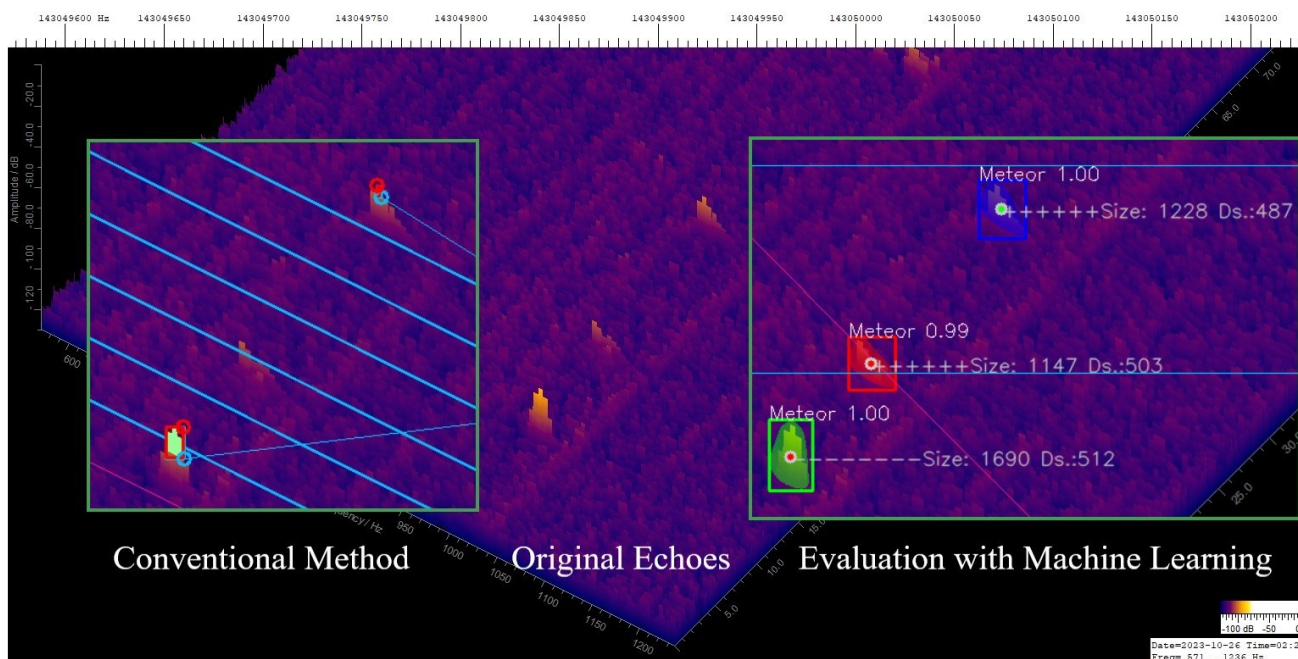 143049600 Hz 143049650 143049700 143049750 143049800 143049850 143049900 143049950 143050000 143050050 143050100 143050150 143050200
-20.0
-40.0
-60.0
-80.0
-100.0
-120
Amplitude / dB
70.0
65.0
Meteor 1.00
++++++Size: 1228 Ds.:487
Meteor 0.99
++++++Size: 1147 Ds.:503
Meteor 1.00
--------Size: 1690 Ds.:512
600
950
1000
1050
1100
1150
1200
5.0
10.0
15.0
25.0
30.0
Conventional Method
Original Echoes
Evaluation with Machine Learning
-100 dB -50
Date=2023-10-26